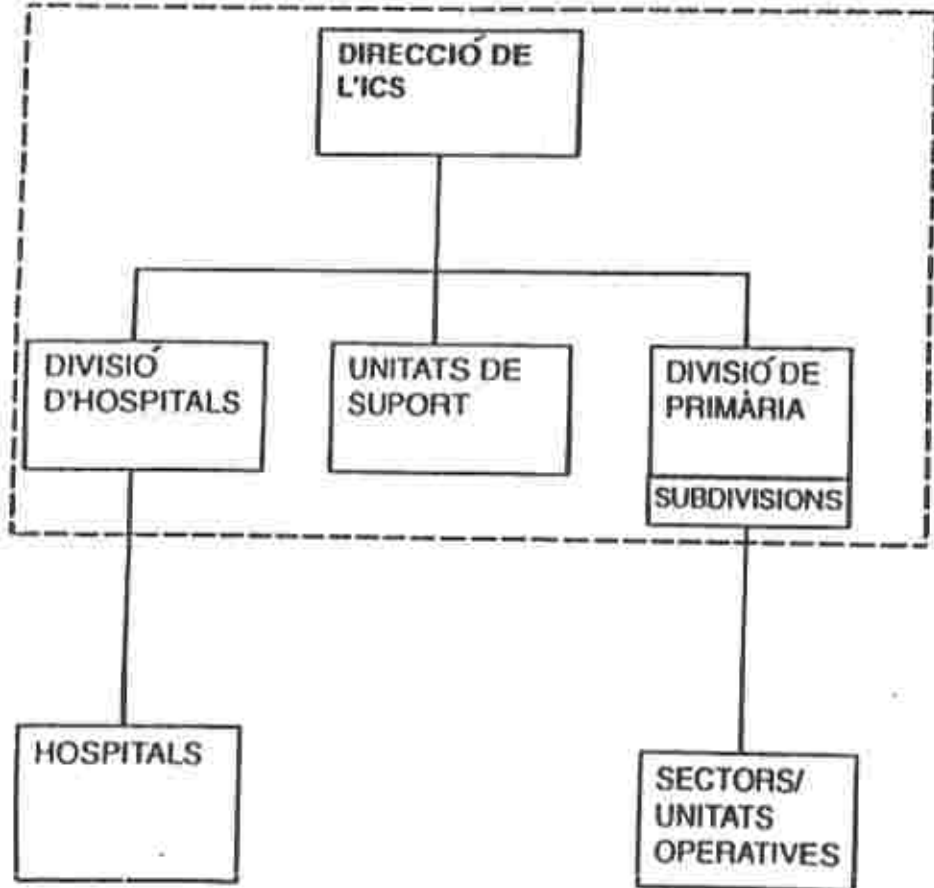 DIRECCIÓ DE
L'ICS
DIVISIÓ
D'HOSPITALS
UNITATS DE
SUPORT
DIVISIÓ DE
PRIMÀRIA
SUBDIVISIONS
HOSPITALS
SECTORS/
UNITATS
OPERATIVES